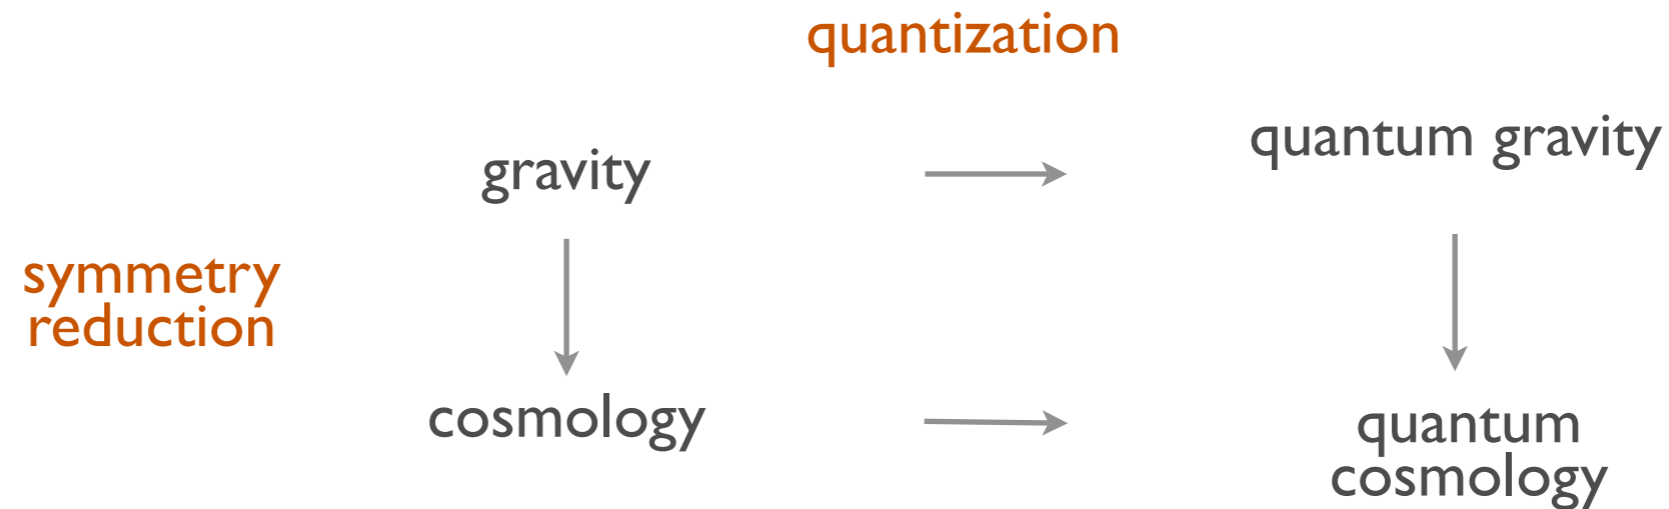 quantization
gravity
quantum gravity
symmetry
reduction
cosmology
quantum
cosmology